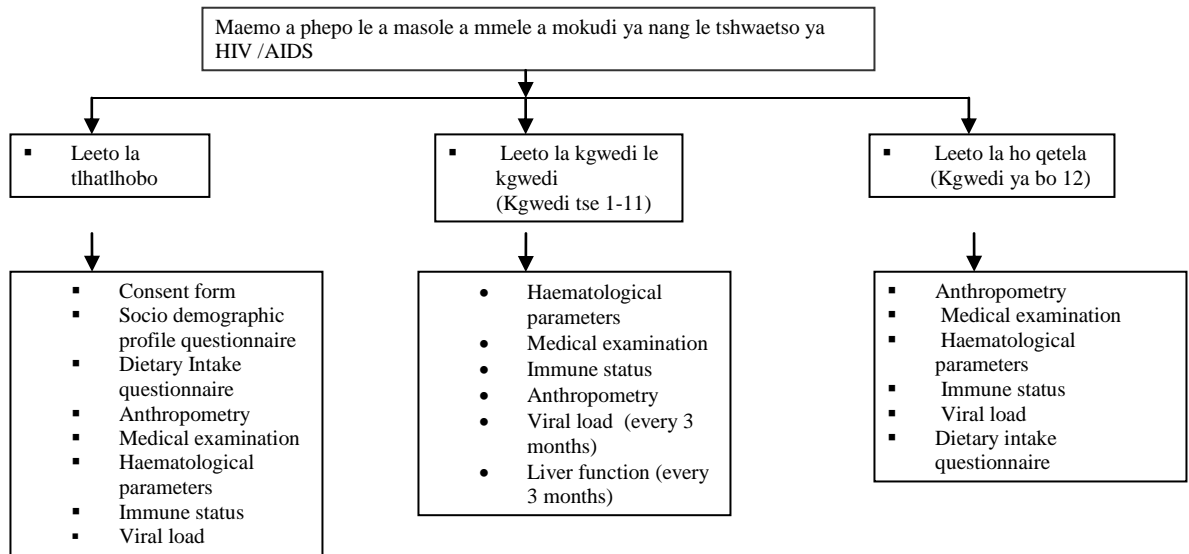 Maemo a phepo le a masole a mmele a mokudi ya nang le tshwaetso ya
HIV /AIDS
▪ Leeto la
tlhatlhobo
▪ Leeto la kgwedi le
kgwedi
(Kgwedi tse 1-11)
▪ Leeto la ho qetela
(Kgwedi ya bo 12)
▪ Consent form
▪ Socio demographic
profile questionnaire
▪ Dietary Intake
questionnaire
▪ Anthropometry
▪ Medical examination
▪ Haematological
parameters
▪ Immune status
▪ Viral load
• Haematological
parameters
• Medical examination
• Immune status
• Anthropometry
• Viral load (every 3
months)
• Liver function (every
3 months)
▪ Anthropometry
▪ Medical examination
▪ Haematological
parameters
▪ Immune status
▪ Viral load
▪ Dietary intake
questionnaire